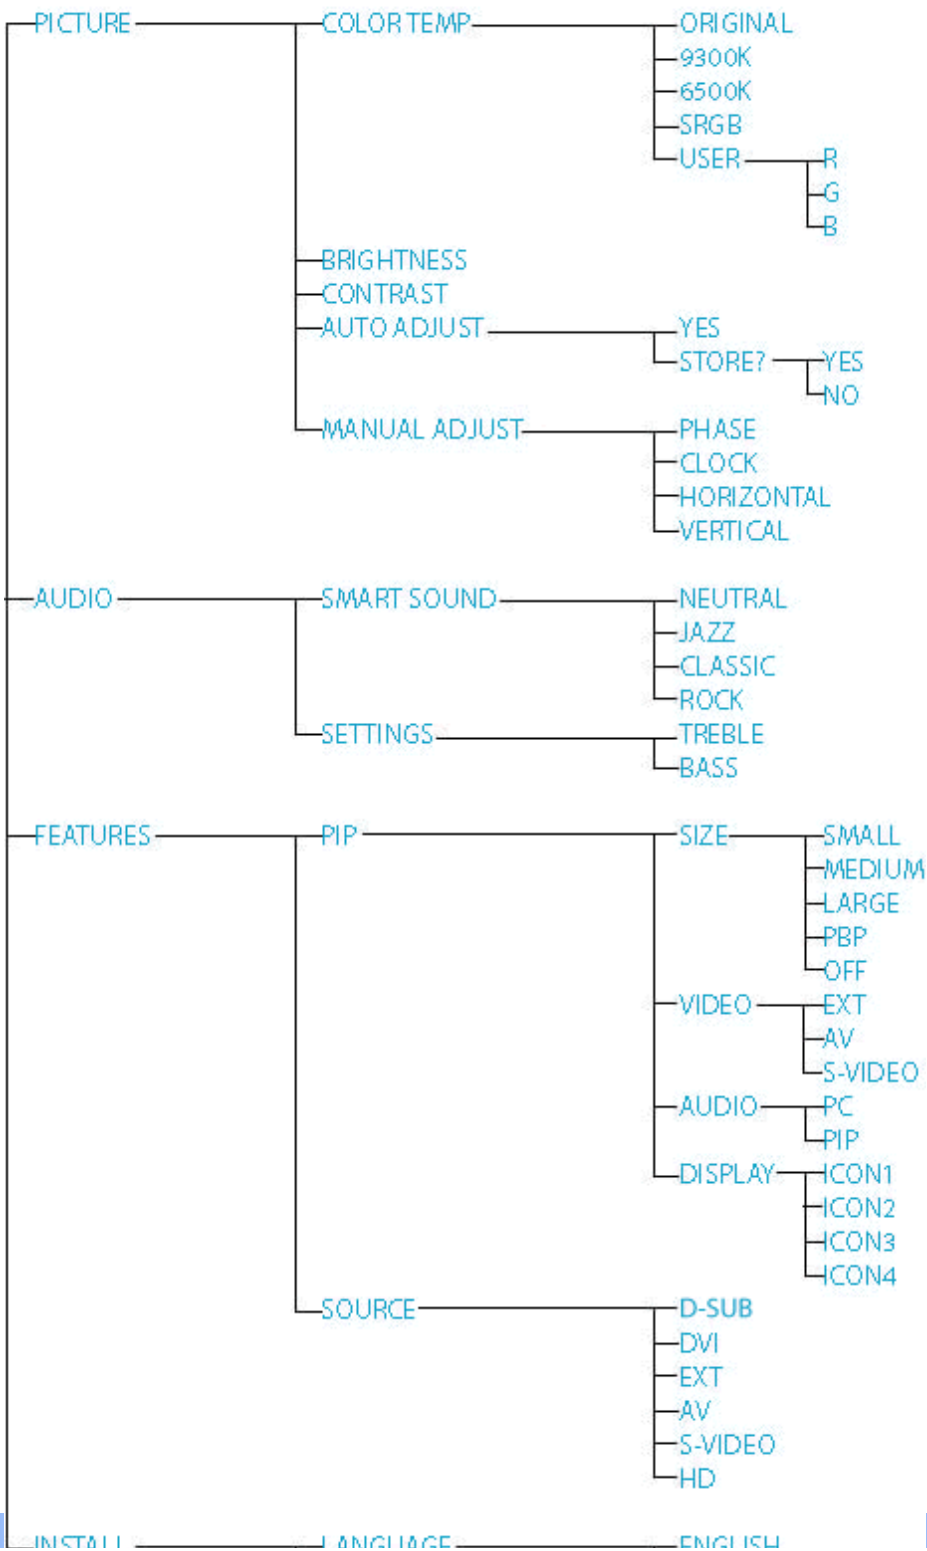 PICTURE COLOR TEMP ORIGINAL
9300K
6500K
SRGB
USER R
G
B
BRIGHTNESS
CONTRAST
AUTO ADJUST YES
STORE? YES
NO
MANUAL ADJUST PHASE
CLOCK
HORIZONTAL
VERTICAL
AUDIO SMART SOUND NEUTRAL
JAZZ
CLASSIC
ROCK
SETTINGS TREBLE
BASS
FEATURES PIP SIZE SMALL
MEDIUM
LARGE
PBP
OFF
VIDEO EXT
AV
S-VIDEO
AUDIO PC
PIP
DISPLAY ICON1
ICON2
ICON3
ICON4
SOURCE D-SUB
DVI
EXT
AV
S-VIDEO
HD
INSTALL LANGUAGE ENGLISH